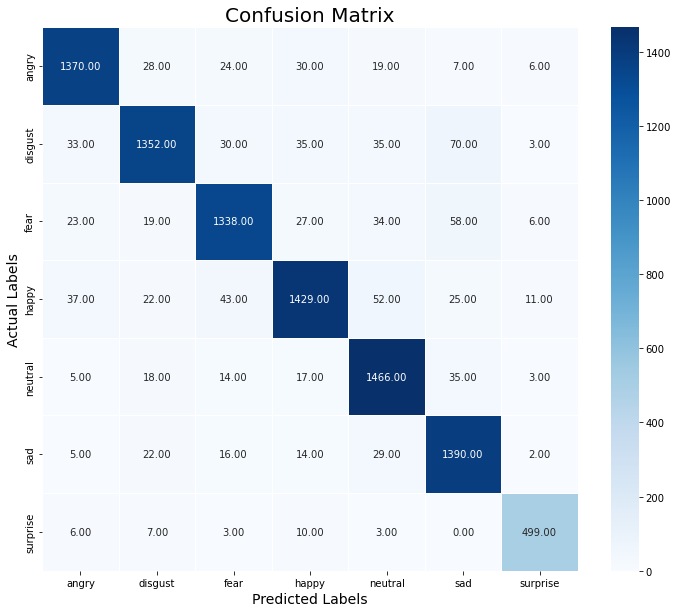 Confusion Matrix
angry 1370.00 28.00 24.00 30.00 19.00 7.00 6.00
disgust 33.00 1352.00 30.00 35.00 35.00 70.00 3.00
fear 23.00 19.00 1338.00 27.00 34.00 58.00 6.00
happy 37.00 22.00 43.00 1429.00 52.00 25.00 11.00
neutral 5.00 18.00 14.00 17.00 1466.00 35.00 3.00
sad 5.00 22.00 16.00 14.00 29.00 1390.00 2.00
surprise 6.00 7.00 3.00 10.00 3.00 0.00 499.00
angry disgust fear happy neutral sad surprise
Predicted Labels
Actual Labels
1400
1200
1000
800
600
400
200
0